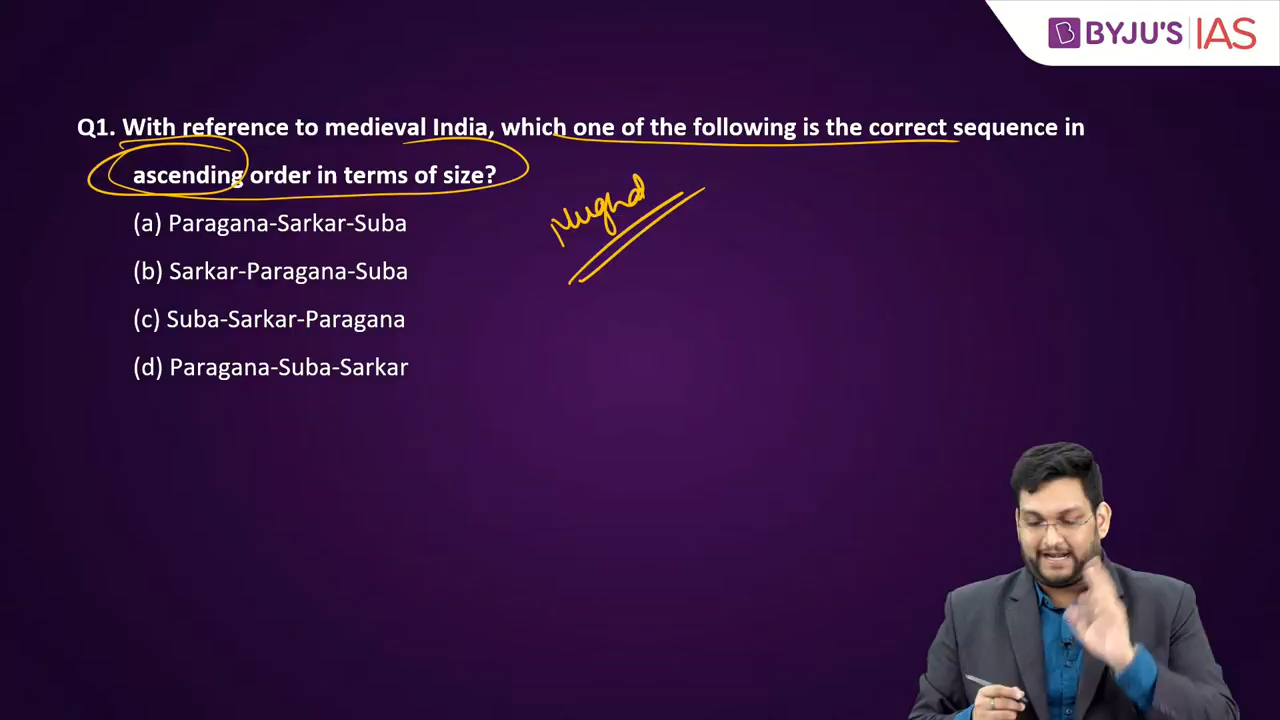 BYJU'S IAS
Q1. With reference to medieval India, which one of the following is the correct sequence in
ascending order in terms of size?
Mughal
(a) Paragana-Sarkar-Suba
(b) Sarkar-Paragana-Suba
(c) Suba-Sarkar-Paragana
(d) Paragana-Suba-Sarkar